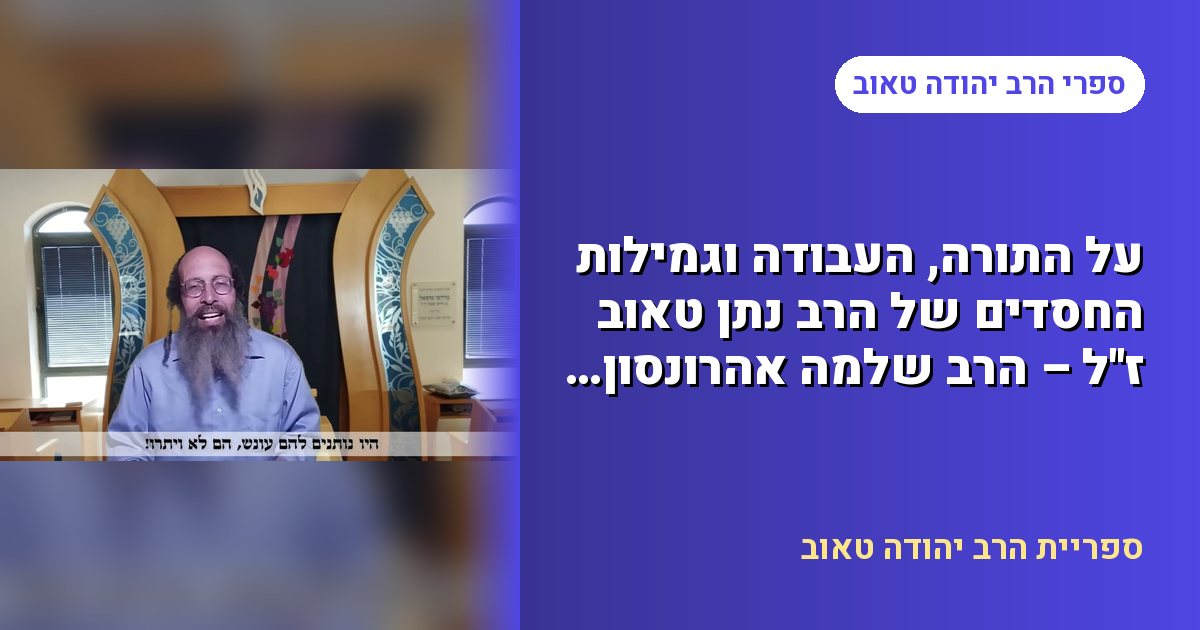 ספרי הרב יהודה טאוב
על התורה, העבודה וגמילות
החסדים של הרב נתן טאוב
ז"ל – הרב שלמה אהרונסון...
היו נותנים להם עונש, הם לא ויתרו!
ספריית הרב יהודה טאוב